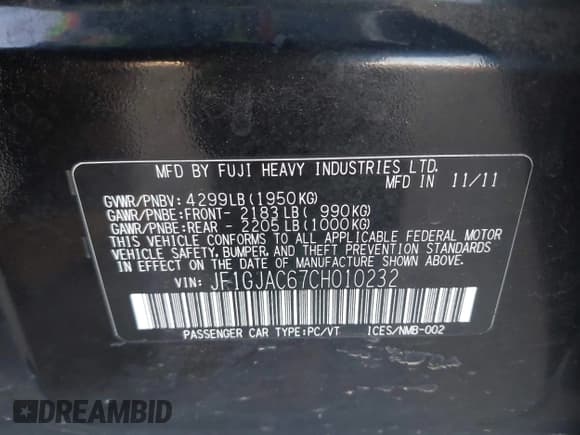 MFD BY FUJI HEAVY INDUSTRIES LTD.
MFD IN 11/11
GVWR/PNBV: 4299LB(1950KG)
GAWR/PNBE:FRONT- 2183LB( 990KG)
GAWR/PNBE:REAR - 2205LB(1000KG)
THIS VEHICLE CONFORMS TO ALL APPLICABLE FEDERAL MOTOR
VEHICLE SAFETY, BUMPER, AND THEFT PREVENTION STANDARDS
IN EFFECT ON THE DATE OF MANUFACTURE SHOWN ABOVE.
VIN: JF1GJAC67CH010232
PASSENGER CAR TYPE:PC/VT ICES/NMB-002
DREAMBID